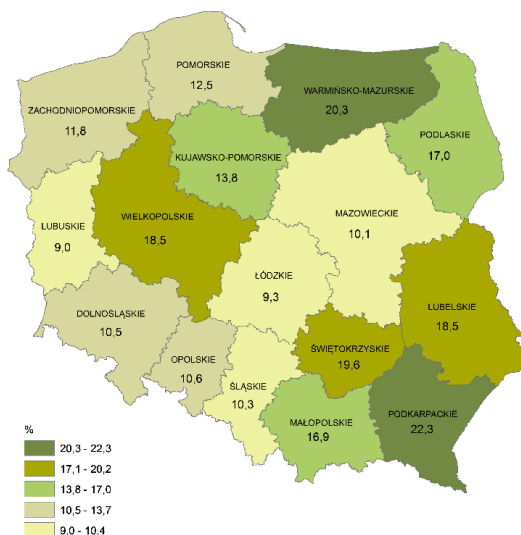 POMORSKIE
12,5
WARMIŃSKO-MAZURSKIE
20,3
ZACHODNIOPOMORSKIE
11,8
PODLASKIE
17,0
KUJAWSKO-POMORSKIE
13,8
MAZOWIECKIE
10,1
WIELKOPOLSKIE
18,5
LUBUSKIE
9,0
ŁÓDZKIE
9,3
LUBELSKIE
18,5
DOLNOŚLĄSKIE
10,5
ŚWIĘTOKRZYSKIE
19,6
OPOLSKIE
10,6
ŚLĄSKIE
10,3
PODKARPACKIE
22,3
MAŁOPOLSKIE
16,9
%
20,3 - 22,3
17,1 - 20,2
13,8 - 17,0
10,5 - 13,7
9,0 - 10,4